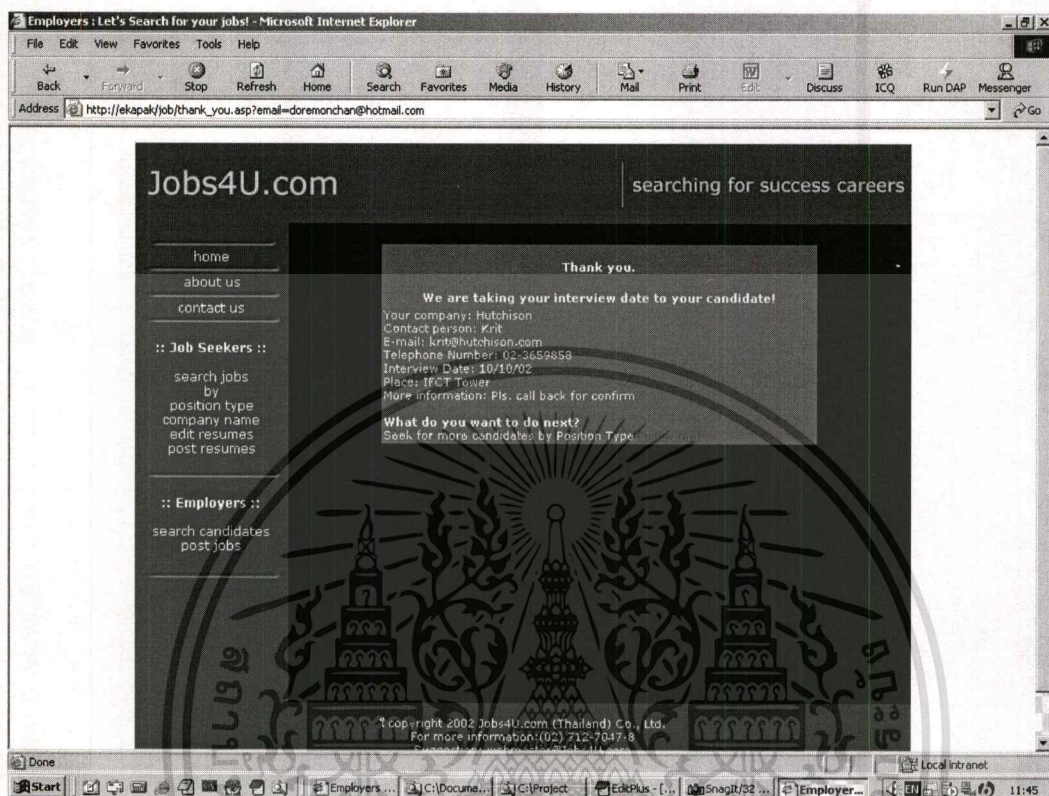 Employers : Let's Search for your jobs! - Microsoft Internet Explorer
File Edit View Favorites Tools Help
Back Forward Stop Refresh Home Search Favorites Media History Mail Print Edit Discuss ICQ Run DAP Messenger
Address http://ekapak/job/thank_you.asp?email=doremonchan@hotmail.com Go
Jobs4U.com
searching for success careers
home
about us
contact us
:: Job Seekers ::
search jobs
by
position type
company name
edit resumes
post resumes
:: Employers ::
search candidates
post jobs
Thank you.
We are taking your interview date to your candidate!
Your company: Hutchison
Contact person: Krit
E-mail: krit@hutchison.com
Telephone Number: 02-3659858
Interview Date: 10/10/02
Place: IFCT Tower
More information: Pls. call back for confirm
What do you want to do next?
Seek for more candidates by Position Type
copyright 2002 Jobs4U.com (Thailand) Co., Ltd.
For more information:(02) 712-7047-8
Done
Local intranet
Start Employers ... C:\Docume... C:\Project EditPlus - [... SnagIt/32 ... Employer... EN 11:45